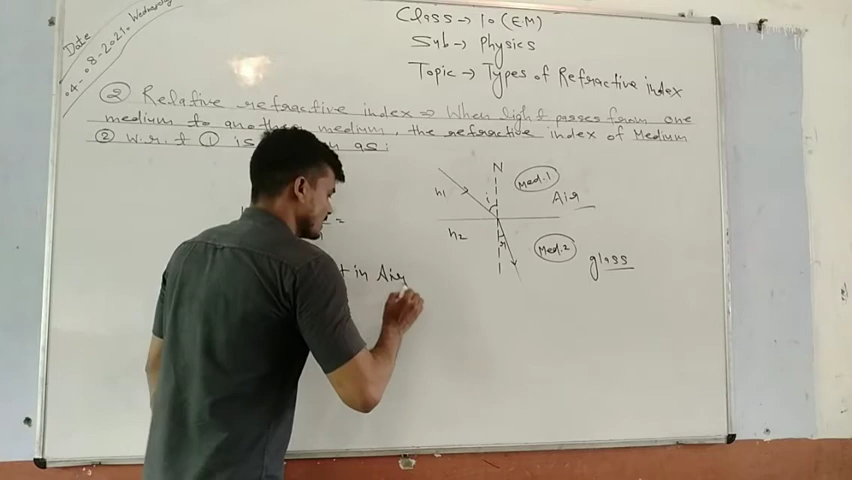 Date
04-08-2021. Wednesday
Class → 10 (E.M)
Sub → Physics
Topic → Types of Refractive index
② Relative refractive index ⇒ When light passes from one
medium to another medium, the refractive index of Medium
② w.r.t ① is as:
N
n1
i
Med.1
Air
=
n2
r
Med.2
glass
in Air